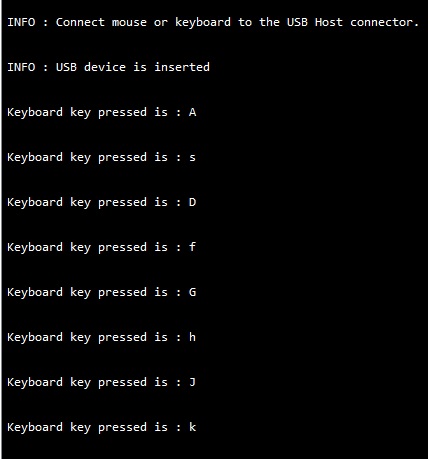 INFO : Connect mouse or keyboard to the USB Host connector.
INFO : USB device is inserted
Keyboard key pressed is : A
Keyboard key pressed is : s
Keyboard key pressed is : D
Keyboard key pressed is : f
Keyboard key pressed is : G
Keyboard key pressed is : h
Keyboard key pressed is : J
Keyboard key pressed is : k